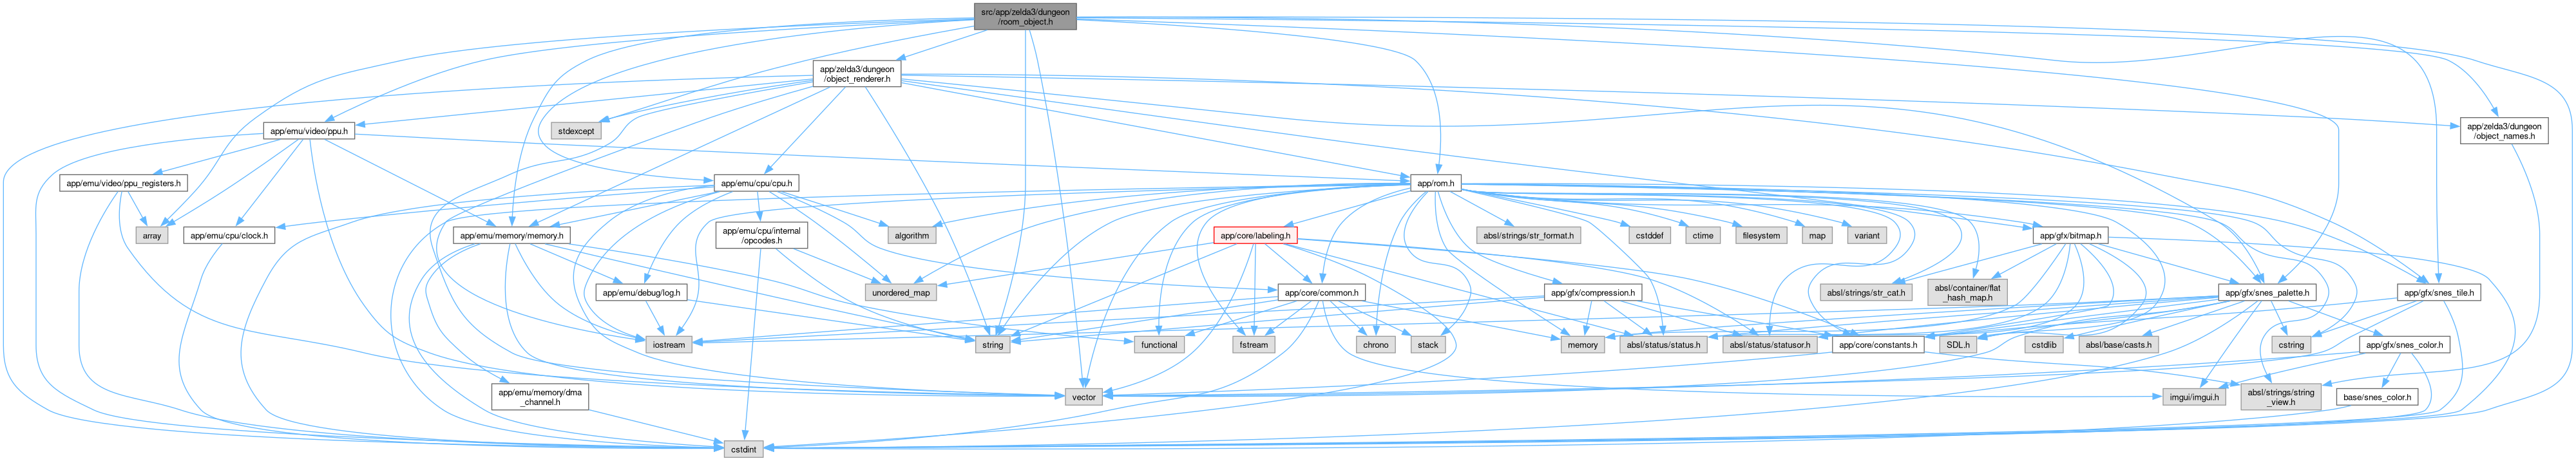 src/app/zelda3/dungeon
/room_object.h
app/zelda3/dungeon
/object_renderer.h
stdexcept
app/emu/video/ppu.h
app/zelda3/dungeon
/object_names.h
app/emu/video/ppu_registers.h
app/emu/cpu/cpu.h
app/rom.h
array
app/emu/cpu/clock.h
app/emu/memory/memory.h
app/emu/cpu/internal
/opcodes.h
algorithm
app/core/labeling.h
absl/strings/str_format.h
cstddef
ctime
filesystem
map
variant
app/gfx/bitmap.h
app/emu/debug/log.h
unordered_map
app/core/common.h
app/gfx/compression.h
absl/strings/str_cat.h
absl/container/flat
_hash_map.h
app/gfx/snes_palette.h
app/gfx/snes_tile.h
iostream
string
functional
fstream
chrono
stack
memory
absl/status/status.h
absl/status/statusor.h
app/core/constants.h
SDL.h
cstdlib
absl/base/casts.h
cstring
app/gfx/snes_color.h
app/emu/memory/dma
_channel.h
vector
imgui/imgui.h
absl/strings/string
_view.h
base/snes_color.h
cstdint